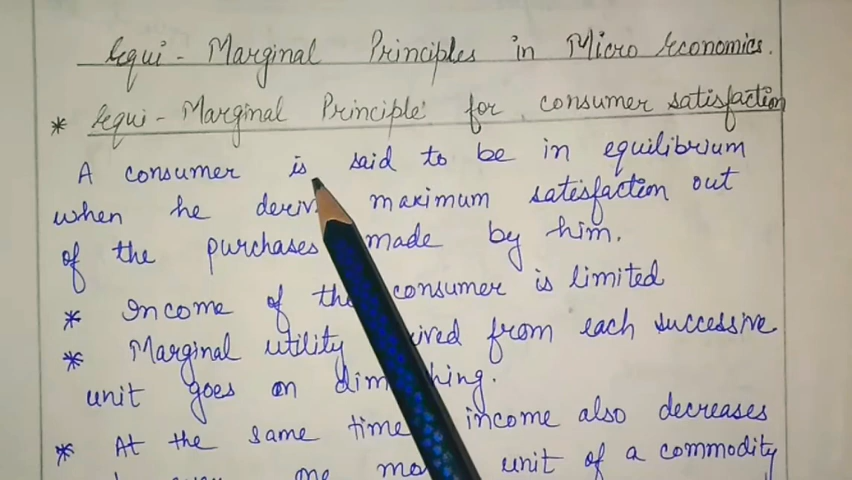 Equi - Marginal Principles in Micro Economics.
* Equi - Marginal Principle for consumer satisfaction
A consumer is said to be in equilibrium
when he maximum satisfaction out
of the purchases made by him.
* Income of the consumer is limited
* Marginal utility from each successive
unit goes on
* At the same time income also decreases
one unit of a commodity